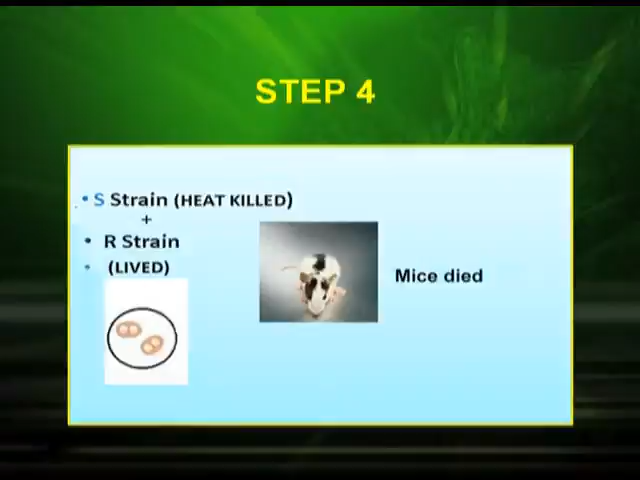 STEP 4
• S Strain (HEAT KILLED)
+
• R Strain
• (LIVED)
Mice died